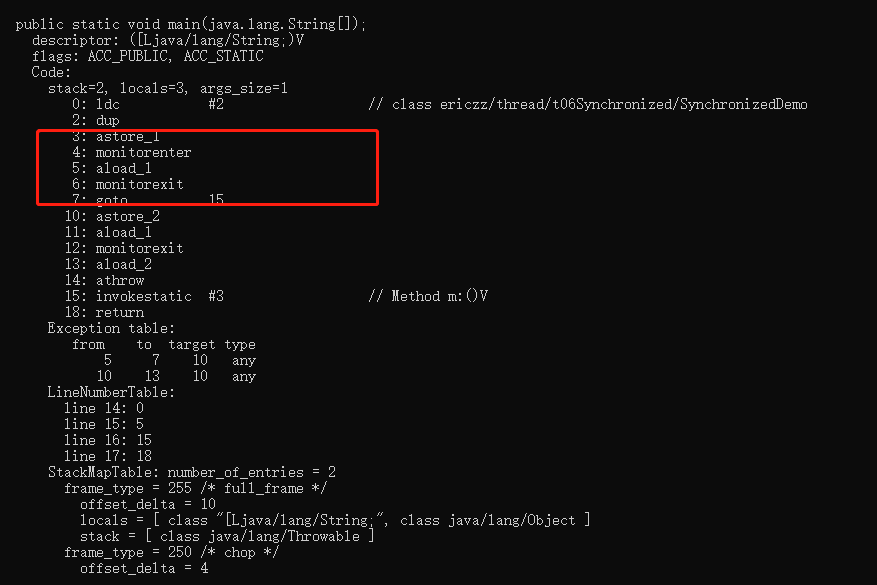 public static void main(java.lang.String[]);
descriptor: ([Ljava/lang/String;)V
flags: ACC_PUBLIC, ACC_STATIC
Code:
stack=2, locals=3, args_size=1
0: ldc #2 // class ericzz/thread/t06Synchronized/SynchronizedDemo
2: dup
3: astore_1
4: monitorenter
5: aload_1
6: monitorexit
7: goto 15
10: astore_2
11: aload_1
12: monitorexit
13: aload_2
14: athrow
15: invokestatic #3 // Method m:()V
18: return
Exception table:
from to target type
5 7 10 any
10 13 10 any
LineNumberTable:
line 14: 0
line 15: 5
line 16: 15
line 17: 18
StackMapTable: number_of_entries = 2
frame_type = 255 /* full_frame */
offset_delta = 10
locals = [ class "[Ljava/lang/String;", class java/lang/Object ]
stack = [ class java/lang/Throwable ]
frame_type = 250 /* chop */
offset_delta = 4